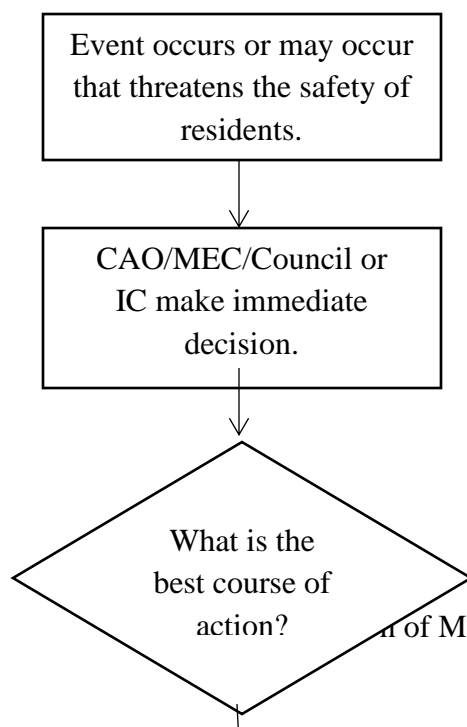 Event occurs or may occur
that threatens the safety of
residents.
CAO/MEC/Council or
IC make immediate
decision.
What is the
best course of
action?
of M